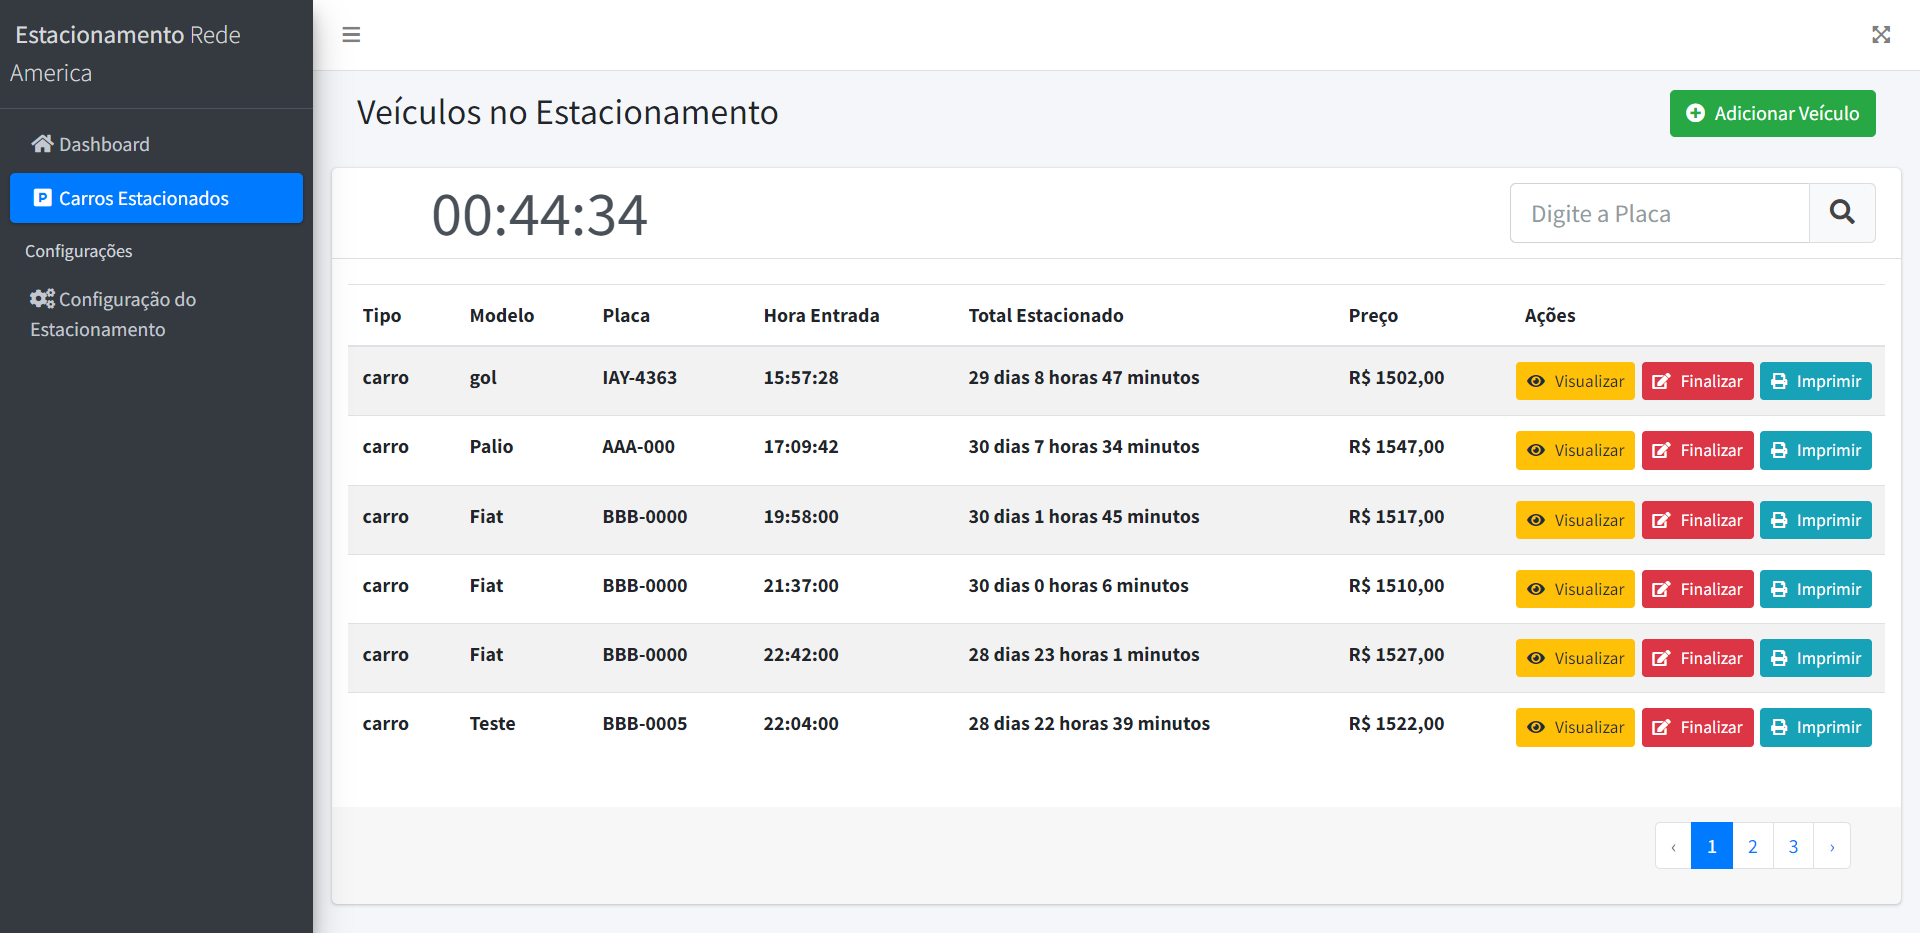 Estacionamento Rede
America
Dashboard
Carros Estacionados
Configurações
Configuração do
Estacionamento
Veículos no Estacionamento
Adicionar Veículo
00:44:34
Digite a Placa
Tipo Modelo Placa Hora Entrada Total Estacionado Preço Ações
carro gol IAY-4363 15:57:28 29 dias 8 horas 47 minutos R$ 1502,00 Visualizar Finalizar Imprimir
carro Palio AAA-000 17:09:42 30 dias 7 horas 34 minutos R$ 1547,00 Visualizar Finalizar Imprimir
carro Fiat BBB-0000 19:58:00 30 dias 1 horas 45 minutos R$ 1517,00 Visualizar Finalizar Imprimir
carro Fiat BBB-0000 21:37:00 30 dias 0 horas 6 minutos R$ 1510,00 Visualizar Finalizar Imprimir
carro Fiat BBB-0000 22:42:00 28 dias 23 horas 1 minutos R$ 1527,00 Visualizar Finalizar Imprimir
carro Teste BBB-0005 22:04:00 28 dias 22 horas 39 minutos R$ 1522,00 Visualizar Finalizar Imprimir
‹ 1 2 3 ›